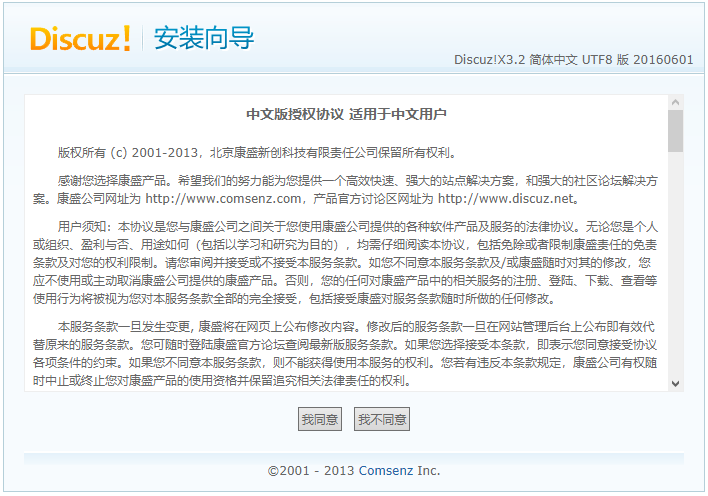 Discuz! 安装向导
Discuz!X3.2 简体中文 UTF8 版 20160601
中文版授权协议 适用于中文用户
版权所有 (c) 2001-2013，北京康盛新创科技有限责任公司保留所有权利。
感谢您选择康盛产品。希望我们的努力能为您提供一个高效快速、强大的站点解决方案，和强大的社区论坛解决方
案。康盛公司网址为 http://www.comsenz.com，产品官方讨论区网址为 http://www.discuz.net。
用户须知：本协议是您与康盛公司之间关于您使用康盛公司提供的各种软件产品及服务的法律协议。无论您是个人
或组织、盈利与否、用途如何（包括以学习和研究为目的），均需仔细阅读本协议，包括免除或者限制康盛责任的免责
条款及对您的权利限制。请您审阅并接受或不接受本服务条款。如您不同意本服务条款及/或康盛随时对其的修改，您
应不使用或主动取消康盛公司提供的康盛产品。否则，您的任何对康盛产品中的相关服务的注册、登陆、下载、查看等
使用行为将被视为您对本服务条款全部的完全接受，包括接受康盛对服务条款随时所做的任何修改。
本服务条款一旦发生变更, 康盛将在网页上公布修改内容。修改后的服务条款一旦在网站管理后台上公布即有效代
替原来的服务条款。您可随时登陆康盛官方论坛查阅最新版服务条款。如果您选择接受本条款，即表示您同意接受协议
各项条件的约束。如果您不同意本服务条款，则不能获得使用本服务的权利。您若有违反本条款规定，康盛公司有权随
时中止或终止您对康盛产品的使用资格并保留追究相关法律责任的权利。
我同意 我不同意
©2001 - 2013 Comsenz Inc.